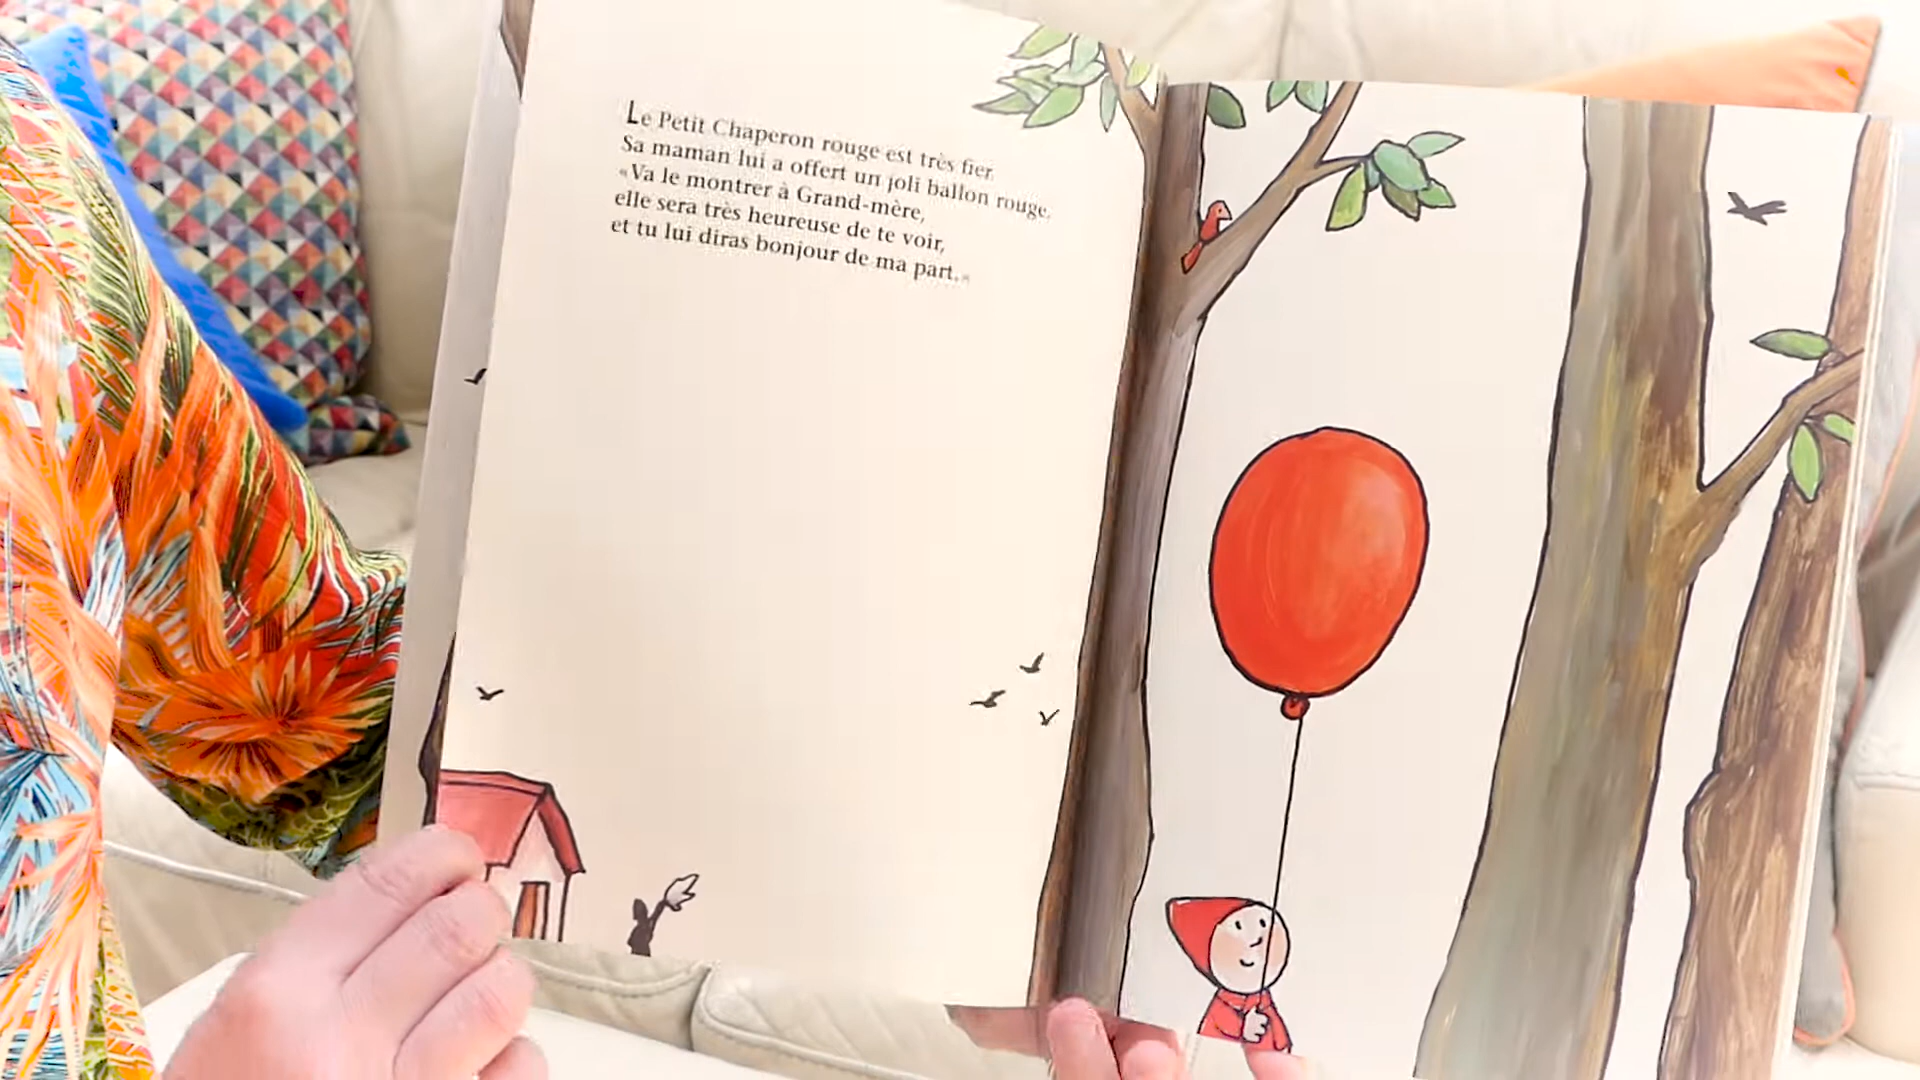 Le Petit Chaperon rouge est très fier.
Sa maman lui a offert un joli ballon rouge.
«Va le montrer à Grand-mère,
elle sera très heureuse de te voir,
et tu lui diras bonjour de ma part.«